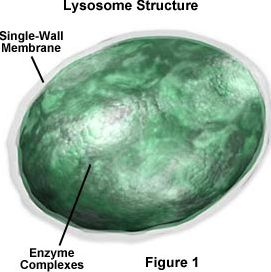 Lysosome Structure
Single-Wall
Membrane
Enzyme
Complexes
Figure 1